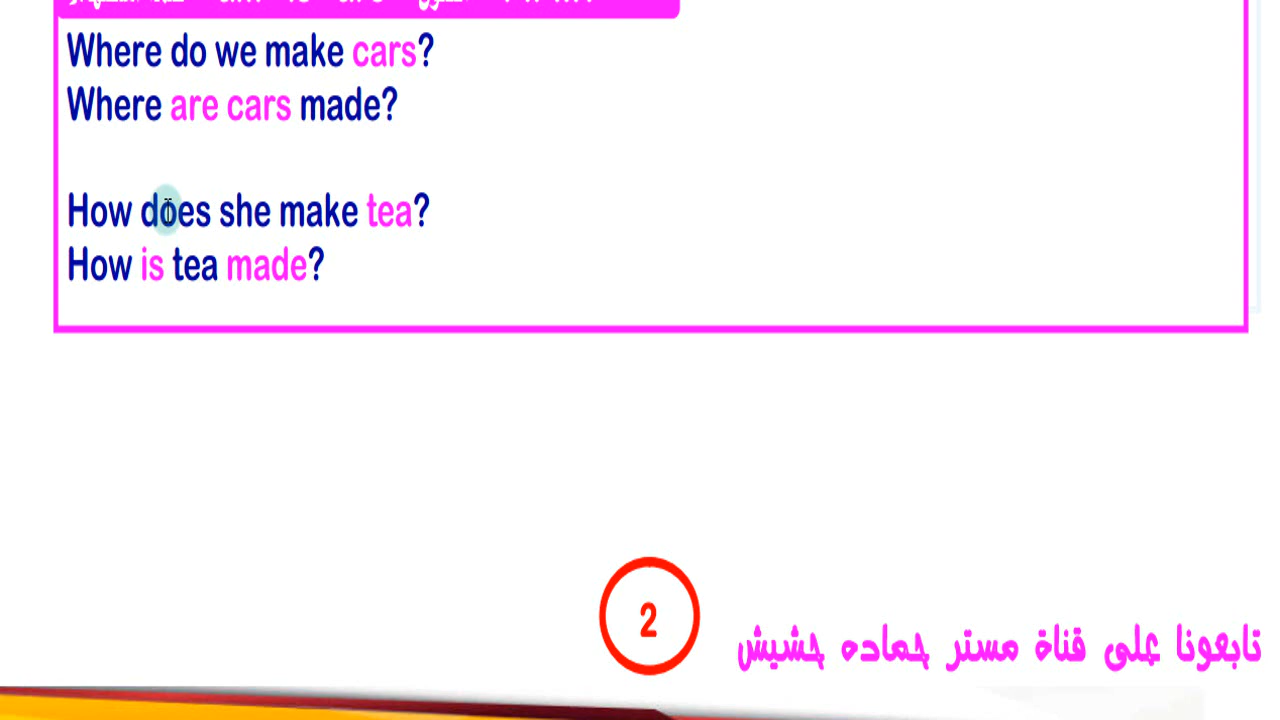 Where do we make cars?
Where are cars made?
How does she make tea?
How is tea made?
2
تابعونا على قناة مستر حماده حشيش